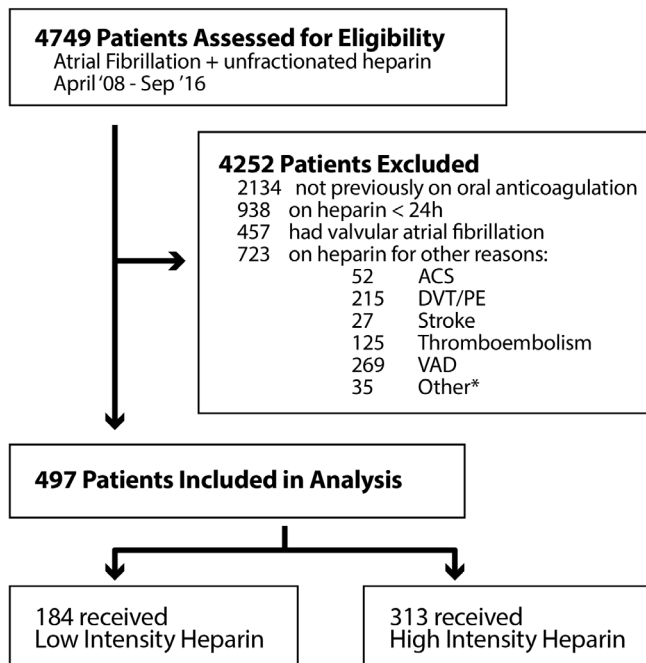 4749 Patients Assessed for Eligibility
Atrial Fibrillation + unfractionated heparin
April ‘08 - Sep ’16
4252 Patients Excluded
2134 not previously on oral anticoagulation
938 on heparin < 24h
457 had valvular atrial fibrillation
723 on heparin for other reasons:
52 ACS
215 DVT/PE
27 Stroke
125 Thromboembolism
269 VAD
35 Other*
497 Patients Included in Analysis
184 received
Low Intensity Heparin
313 received
High Intensity Heparin